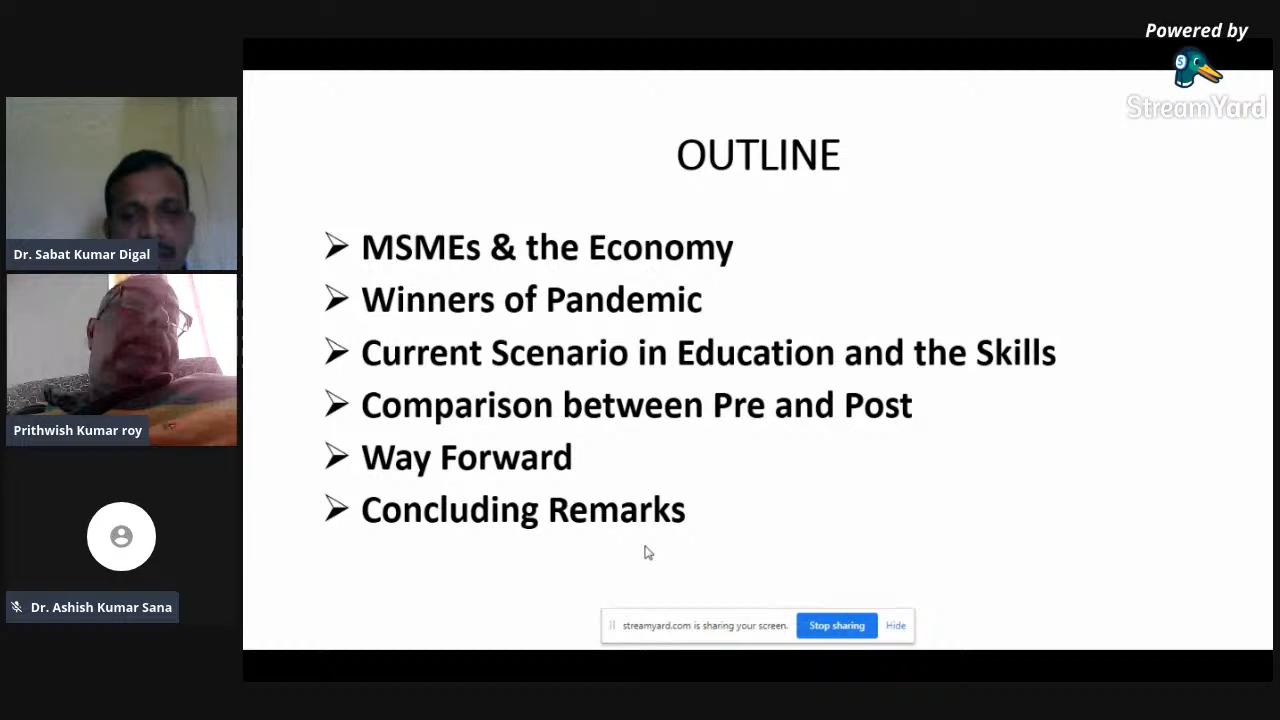 Powered by
StreamYard
OUTLINE
MSMEs & the Economy
Winners of Pandemic
Current Scenario in Education and the Skills
Comparison between Pre and Post
Way Forward
Concluding Remarks
streamyard.com is sharing your screen.
Stop sharing
Hide
Dr. Sabat Kumar Digal
Prithwish Kumar roy
Dr. Ashish Kumar Sana